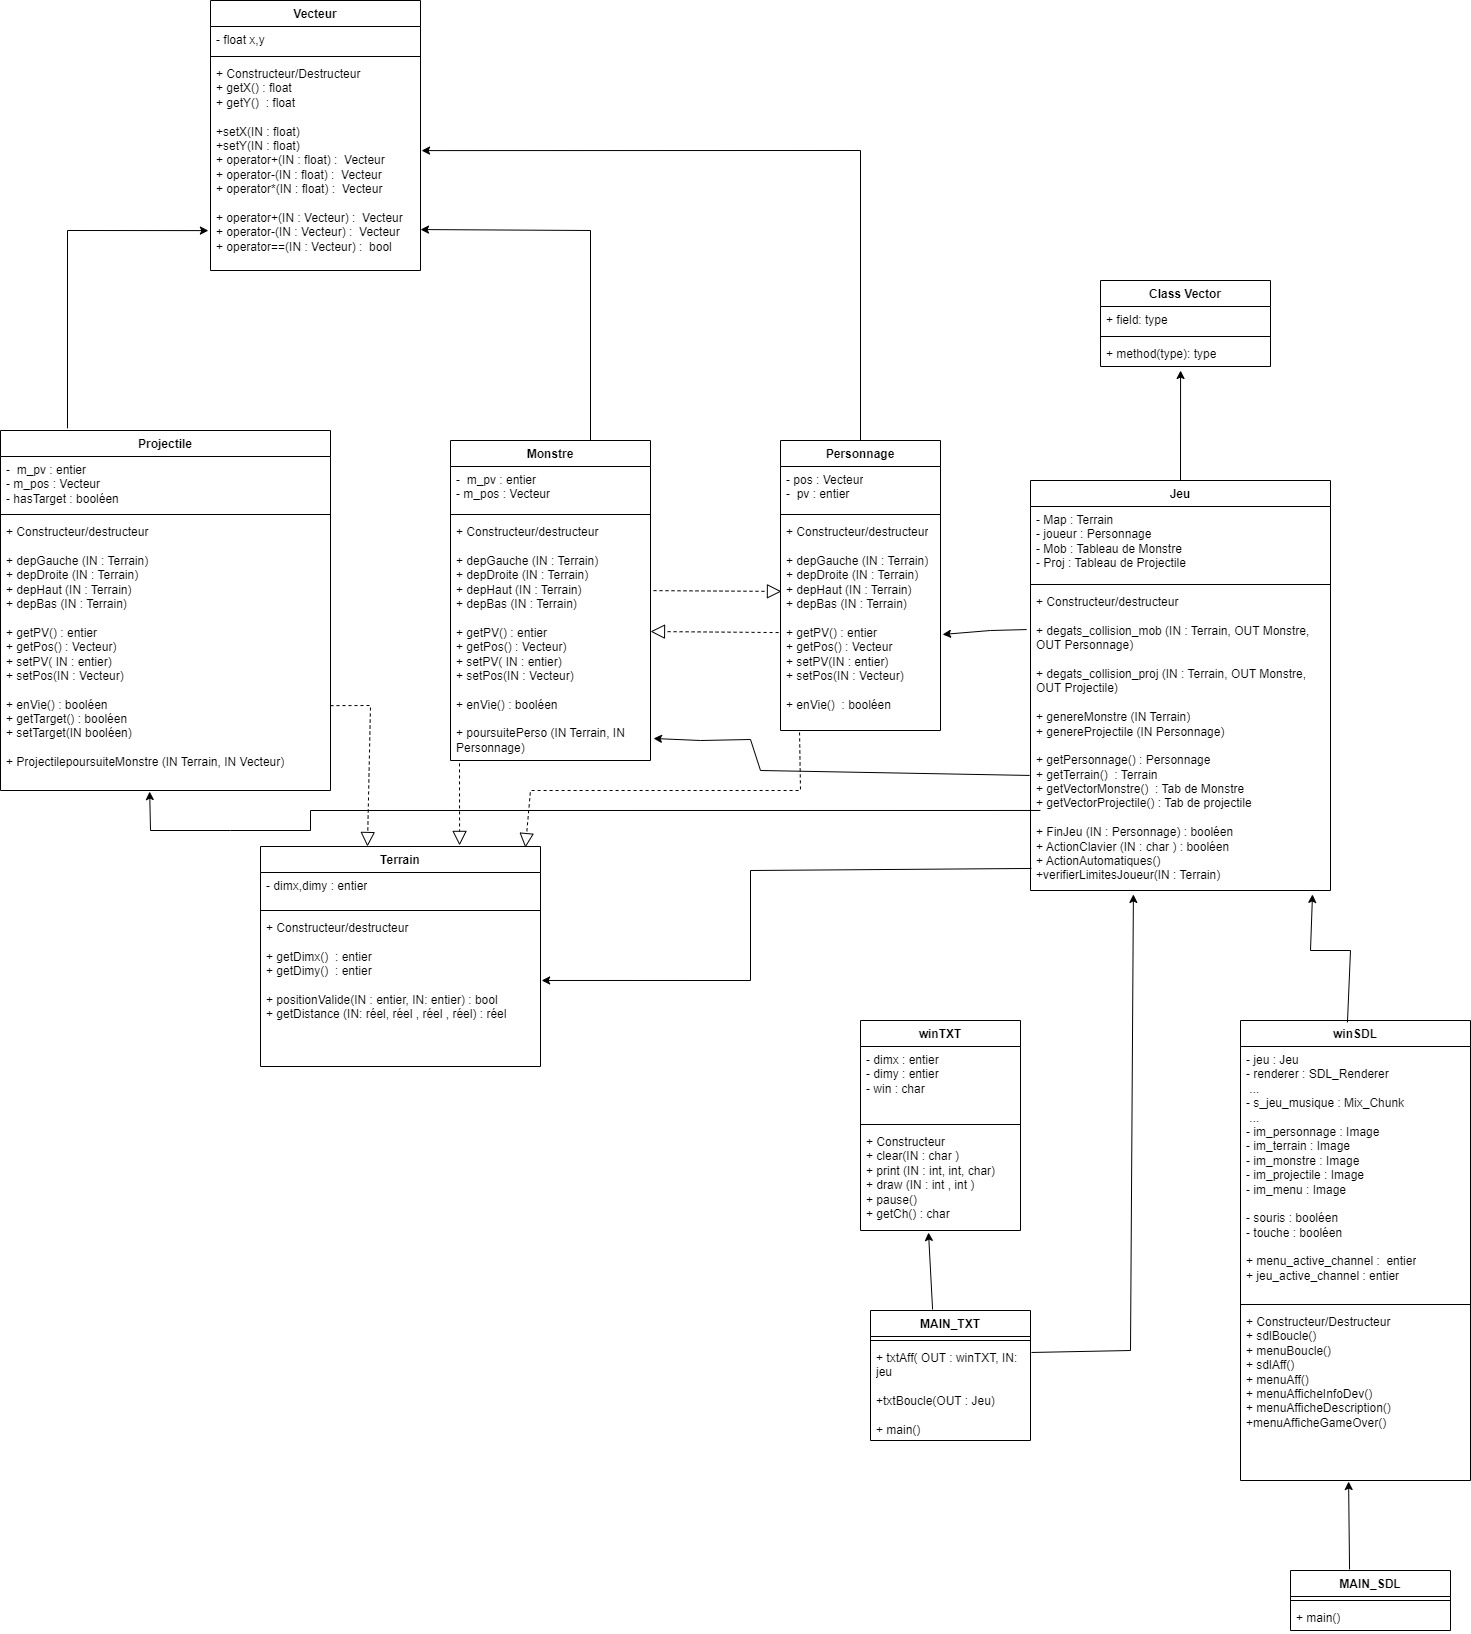 Vecteur
- float x,y
+ Constructeur/Destructeur
+ getX() : float
+ getY()  : float
+setX(IN : float)
+setY(IN : float)
+ operator+(IN : float) :  Vecteur
+ operator-(IN : float) :  Vecteur
+ operator*(IN : float) :  Vecteur
+ operator+(IN : Vecteur) :  Vecteur
+ operator-(IN : Vecteur) :  Vecteur
+ operator==(IN : Vecteur) :  bool
Class Vector
+ field: type
+ method(type): type
Projectile
-  m_pv : entier
- m_pos : Vecteur
- hasTarget : booléen
+ Constructeur/destructeur
+ depGauche (IN : Terrain)
+ depDroite (IN : Terrain)
+ depHaut (IN : Terrain)
+ depBas (IN : Terrain)
+ getPV() : entier
+ getPos() : Vecteur)
+ setPV( IN : entier)
+ setPos(IN : Vecteur)
+ enVie() : booléen
+ getTarget() : booléen
+ setTarget(IN booléen)
+ ProjectilepoursuiteMonstre (IN Terrain, IN Vecteur)
Monstre
-  m_pv : entier
- m_pos : Vecteur
+ Constructeur/destructeur
+ depGauche (IN : Terrain)
+ depDroite (IN : Terrain)
+ depHaut (IN : Terrain)
+ depBas (IN : Terrain)
+ getPV() : entier
+ getPos() : Vecteur)
+ setPV( IN : entier)
+ setPos(IN : Vecteur)
+ enVie() : booléen
+ poursuitePerso (IN Terrain, IN
Personnage)
Personnage
- pos : Vecteur
-  pv : entier
+ Constructeur/destructeur
+ depGauche (IN : Terrain)
+ depDroite (IN : Terrain)
+ depHaut (IN : Terrain)
+ depBas (IN : Terrain)
+ getPV() : entier
+ getPos() : Vecteur
+ setPV(IN : entier)
+ setPos(IN : Vecteur)
+ enVie()  : booléen
Jeu
- Map : Terrain
- joueur : Personnage
- Mob : Tableau de Monstre
- Proj : Tableau de Projectile
+ Constructeur/destructeur
+ degats_collision_mob (IN : Terrain, OUT Monstre,
OUT Personnage)
+ degats_collision_proj (IN : Terrain, OUT Monstre,
OUT Projectile)
+ genereMonstre (IN Terrain)
+ genereProjectile (IN Personnage)
+ getPersonnage() : Personnage
+ getTerrain()  : Terrain
+ getVectorMonstre()  : Tab de Monstre
+ getVectorProjectile() : Tab de projectile
+ FinJeu (IN : Personnage) : booléen
+ ActionClavier (IN : char ) : booléen
+ ActionAutomatiques()
+verifierLimitesJoueur(IN : Terrain)
Terrain
- dimx,dimy : entier
+ Constructeur/destructeur
+ getDimx()  : entier
+ getDimy()  : entier
+ positionValide(IN : entier, IN: entier) : bool
+ getDistance (IN: réel, réel , réel , réel) : réel
winTXT
- dimx : entier
- dimy : entier
- win : char
+ Constructeur
+ clear(IN : char )
+ print (IN : int, int, char)
+ draw (IN : int , int )
+ pause()
+ getCh() : char
winSDL
- jeu : Jeu
- renderer : SDL_Renderer
...
- s_jeu_musique : Mix_Chunk
...
- im_personnage : Image
- im_terrain : Image
- im_monstre : Image
- im_projectile : Image
- im_menu : Image
- souris : booléen
- touche : booléen
+ menu_active_channel :  entier
+ jeu_active_channel : entier
+ Constructeur/Destructeur
+ sdlBoucle()
+ menuBoucle()
+ sdlAff()
+ menuAff()
+ menuAfficheInfoDev()
+ menuAfficheDescription()
+menuAfficheGameOver()
MAIN_TXT
+ txtAff( OUT : winTXT, IN:
jeu
+txtBoucle(OUT : Jeu)
+ main()
MAIN_SDL
+ main()